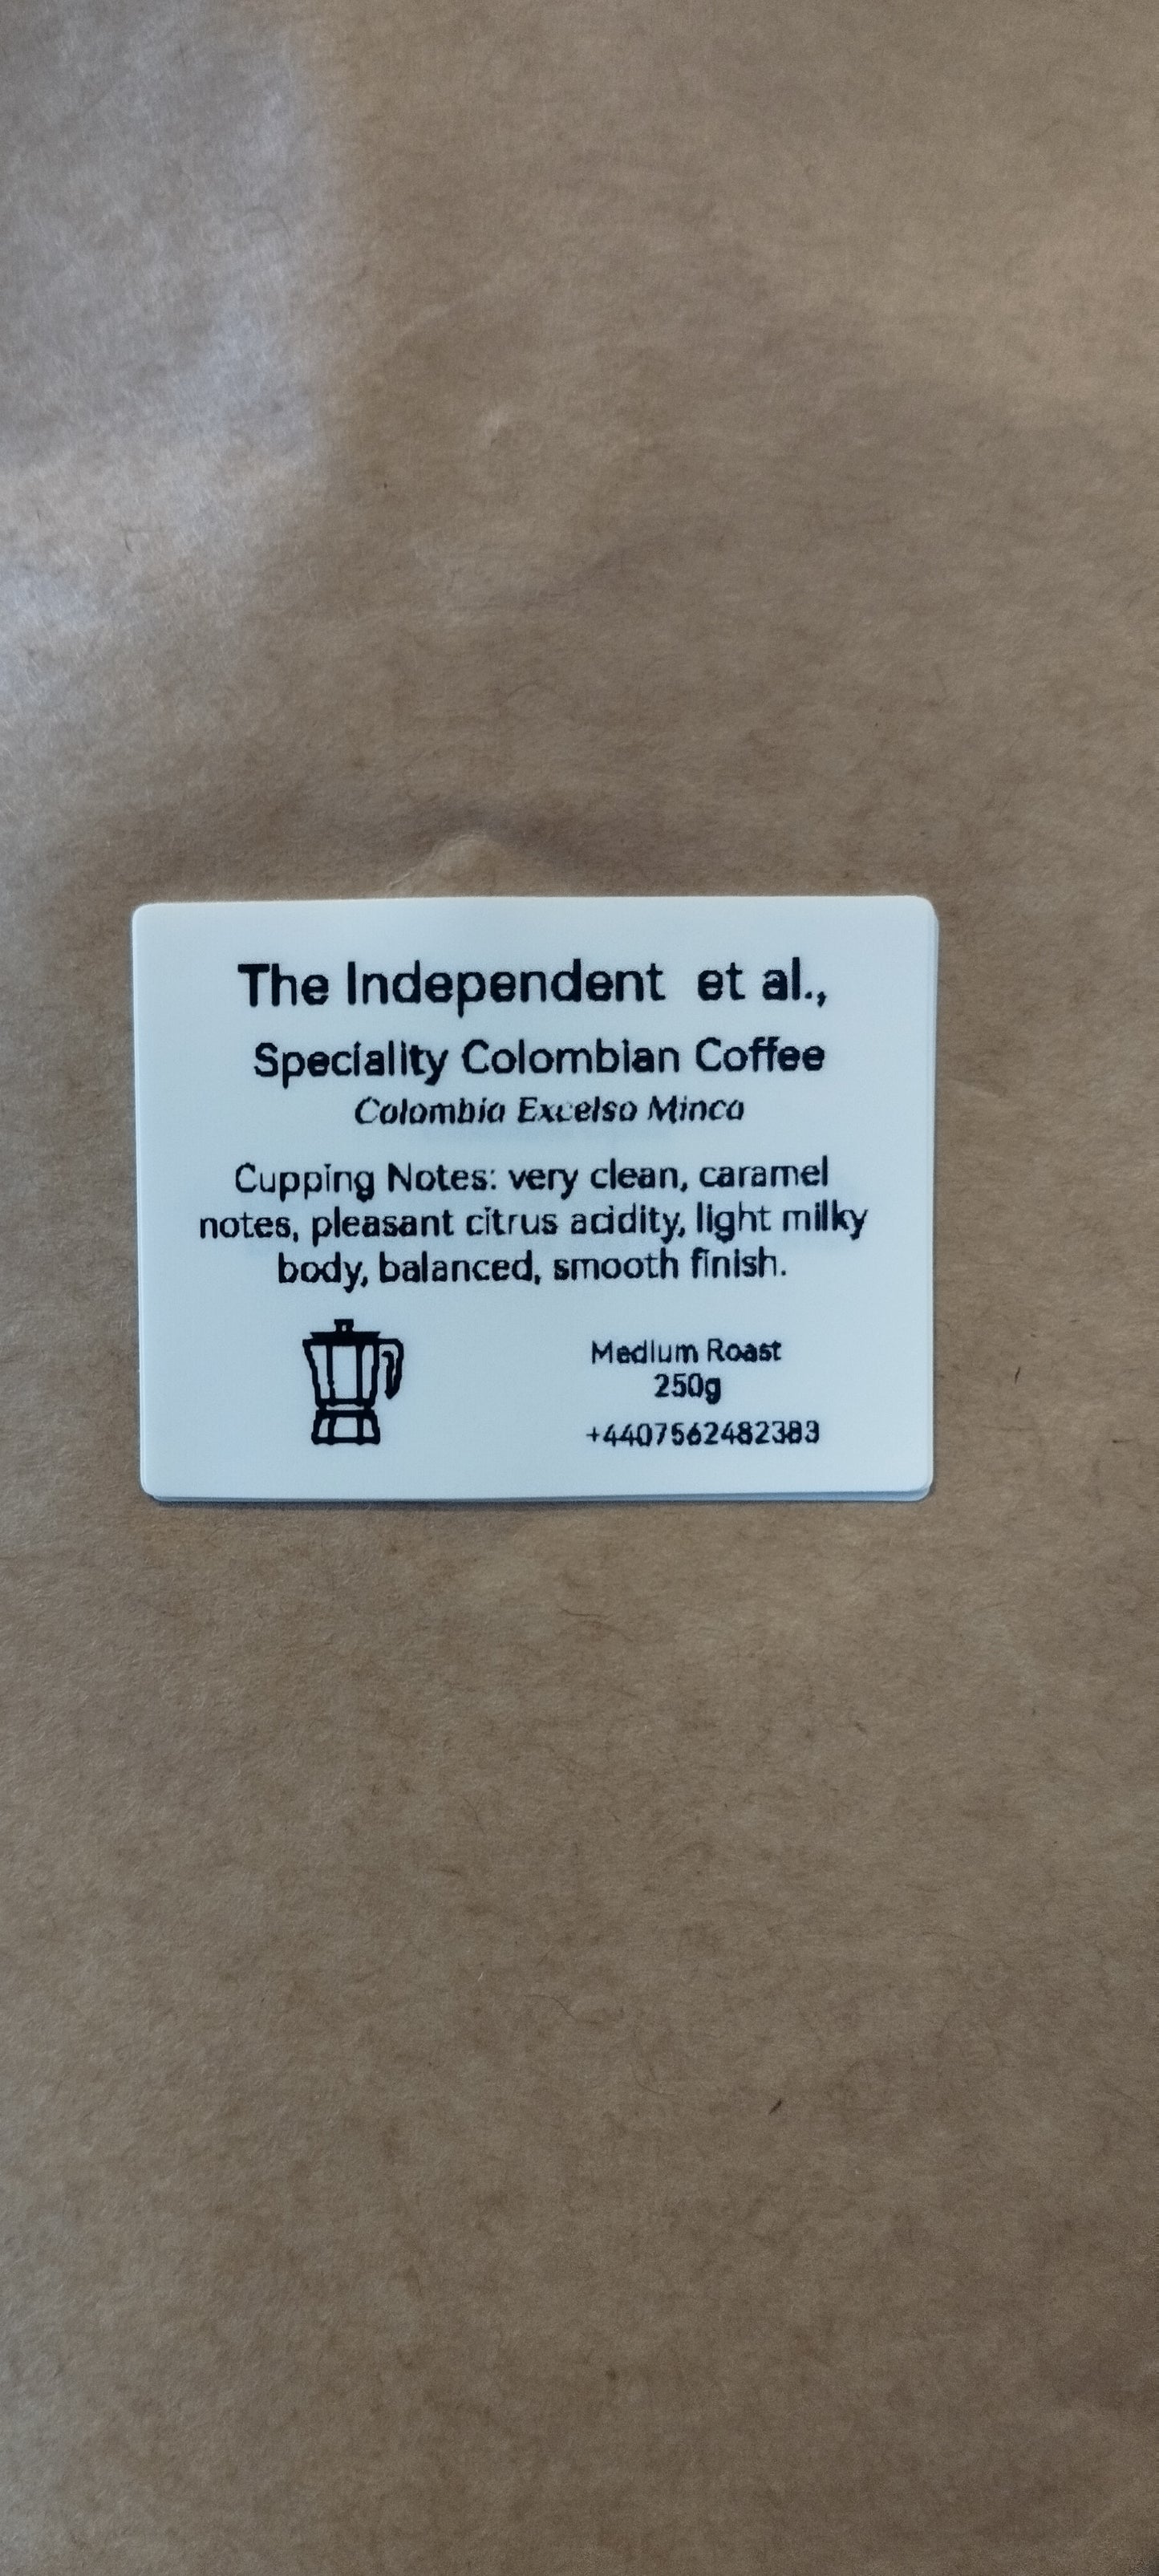 The Independent et al.,
Speciality Colombian Coffee
Colombia Excelso Minca
Cupping Notes: very clean, caramel
notes, pleasant citrus acidity, light milky
body, balanced, smooth finish.
Medium Roast
250g
+4407562482383